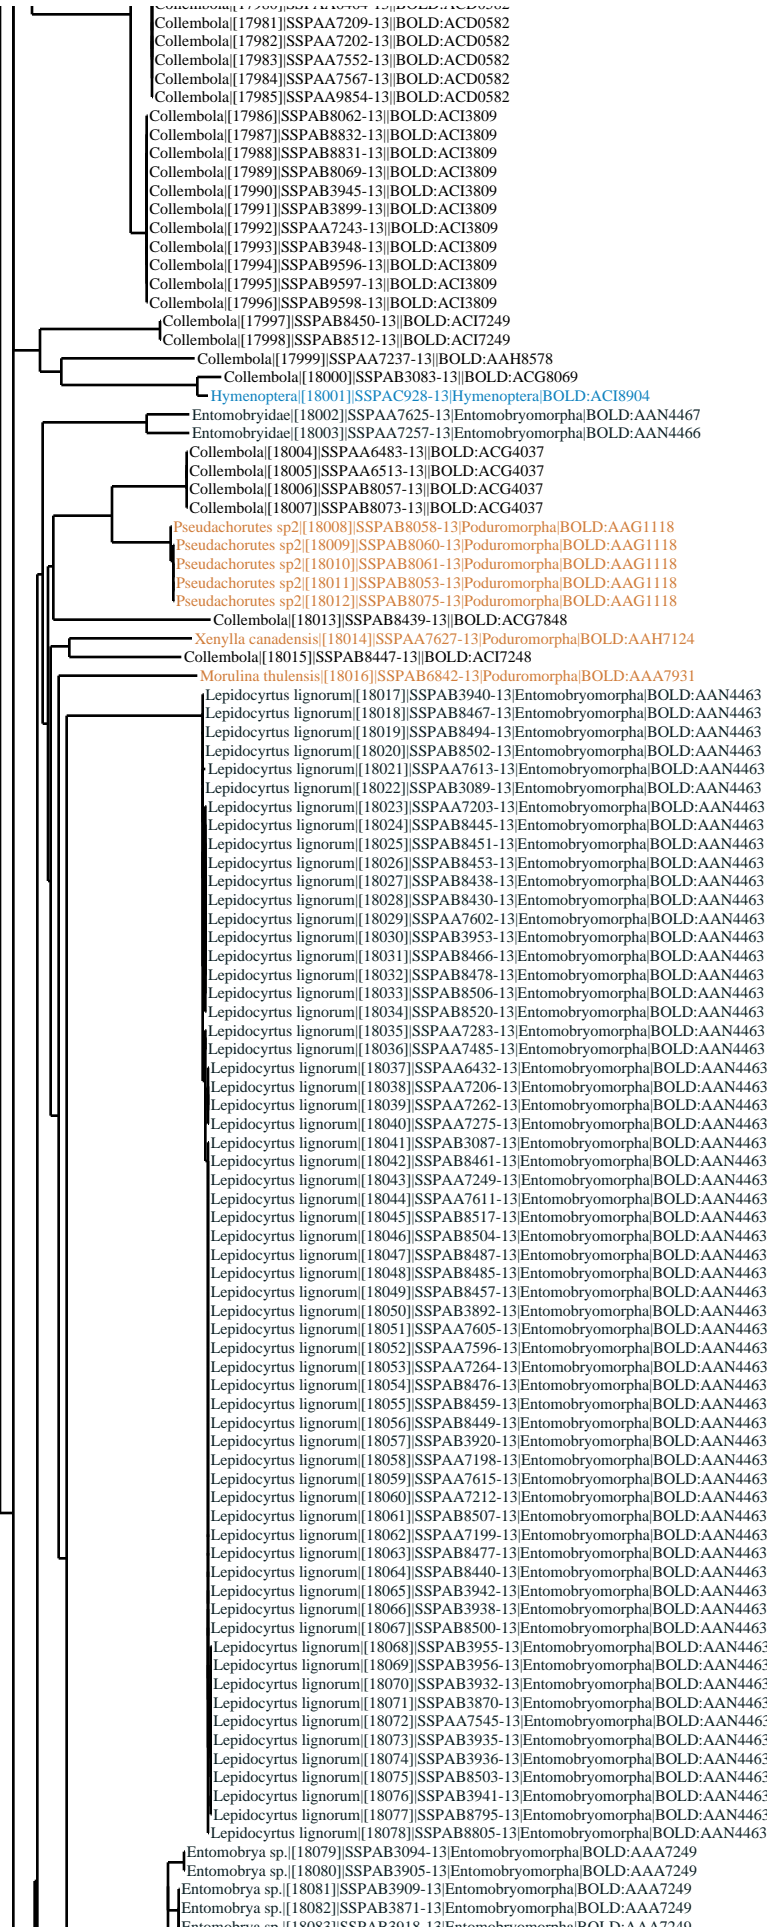 Collembola|[17981]|SSPAA7209-13||BOLD:ACD0582
Collembola|[17982]|SSPAA7202-13||BOLD:ACD0582
Collembola|[17983]|SSPAA7552-13||BOLD:ACD0582
Collembola|[17984]|SSPAA7567-13||BOLD:ACD0582
Collembola|[17985]|SSPAA9854-13||BOLD:ACD0582
Collembola|[17986]|SSPAB8062-13||BOLD:ACI3809
Collembola|[17987]|SSPAB8832-13||BOLD:ACI3809
Collembola|[17988]|SSPAB8831-13||BOLD:ACI3809
Collembola|[17989]|SSPAB8069-13||BOLD:ACI3809
Collembola|[17990]|SSPAB3945-13||BOLD:ACI3809
Collembola|[17991]|SSPAB3899-13||BOLD:ACI3809
Collembola|[17992]|SSPAA7243-13||BOLD:ACI3809
Collembola|[17993]|SSPAB3948-13||BOLD:ACI3809
Collembola|[17994]|SSPAB9596-13||BOLD:ACI3809
Collembola|[17995]|SSPAB9597-13||BOLD:ACI3809
Collembola|[17996]|SSPAB9598-13||BOLD:ACI3809
Collembola|[17997]|SSPAB8450-13||BOLD:ACI7249
Collembola|[17998]|SSPAB8512-13||BOLD:ACI7249
Collembola|[17999]|SSPAA7237-13||BOLD:AAH8578
Collembola|[18000]|SSPAB3083-13||BOLD:ACG8069
Hymenoptera|[18001]|SSPAC928-13|Hymenoptera|BOLD:ACI8904
Entomobryidae|[18002]|SSPAA7625-13|Entomobryomorpha|BOLD:AAN4467
Entomobryidae|[18003]|SSPAA7257-13|Entomobryomorpha|BOLD:AAN4466
Collembola|[18004]|SSPAA6483-13||BOLD:ACG4037
Collembola|[18005]|SSPAA6513-13||BOLD:ACG4037
Collembola|[18006]|SSPAB8057-13||BOLD:ACG4037
Collembola|[18007]|SSPAB8073-13||BOLD:ACG4037
Pseudachorutes sp2|[18008]|SSPAB8058-13|Poduromorpha|BOLD:AAG1118
Pseudachorutes sp2|[18009]|SSPAB8060-13|Poduromorpha|BOLD:AAG1118
Pseudachorutes sp2|[18010]|SSPAB8061-13|Poduromorpha|BOLD:AAG1118
Pseudachorutes sp2|[18011]|SSPAB8053-13|Poduromorpha|BOLD:AAG1118
Pseudachorutes sp2|[18012]|SSPAB8075-13|Poduromorpha|BOLD:AAG1118
Collembola|[18013]|SSPAB8439-13||BOLD:ACG7848
Xenylla canadensis|[18014]|SSPAA7627-13|Poduromorpha|BOLD:AAH7124
Collembola|[18015]|SSPAB8447-13||BOLD:ACI7248
Morulina thulensis|[18016]|SSPAB6842-13|Poduromorpha|BOLD:AAA7931
Lepidocyrtus lignorum|[18017]|SSPAB3940-13|Entomobryomorpha|BOLD:AAN4463
Lepidocyrtus lignorum|[18018]|SSPAB8467-13|Entomobryomorpha|BOLD:AAN4463
Lepidocyrtus lignorum|[18019]|SSPAB8494-13|Entomobryomorpha|BOLD:AAN4463
Lepidocyrtus lignorum|[18020]|SSPAB8502-13|Entomobryomorpha|BOLD:AAN4463
Lepidocyrtus lignorum|[18021]|SSPAA7613-13|Entomobryomorpha|BOLD:AAN4463
Lepidocyrtus lignorum|[18022]|SSPAB3089-13|Entomobryomorpha|BOLD:AAN4463
Lepidocyrtus lignorum|[18023]|SSPAA7203-13|Entomobryomorpha|BOLD:AAN4463
Lepidocyrtus lignorum|[18024]|SSPAB8445-13|Entomobryomorpha|BOLD:AAN4463
Lepidocyrtus lignorum|[18025]|SSPAB8451-13|Entomobryomorpha|BOLD:AAN4463
Lepidocyrtus lignorum|[18026]|SSPAB8453-13|Entomobryomorpha|BOLD:AAN4463
Lepidocyrtus lignorum|[18027]|SSPAB8438-13|Entomobryomorpha|BOLD:AAN4463
Lepidocyrtus lignorum|[18028]|SSPAB8430-13|Entomobryomorpha|BOLD:AAN4463
Lepidocyrtus lignorum|[18029]|SSPAA7602-13|Entomobryomorpha|BOLD:AAN4463
Lepidocyrtus lignorum|[18030]|SSPAB3953-13|Entomobryomorpha|BOLD:AAN4463
Lepidocyrtus lignorum|[18031]|SSPAB8466-13|Entomobryomorpha|BOLD:AAN4463
Lepidocyrtus lignorum|[18032]|SSPAB8478-13|Entomobryomorpha|BOLD:AAN4463
Lepidocyrtus lignorum|[18033]|SSPAB8506-13|Entomobryomorpha|BOLD:AAN4463
Lepidocyrtus lignorum|[18034]|SSPAB8520-13|Entomobryomorpha|BOLD:AAN4463
Lepidocyrtus lignorum|[18035]|SSPAA7283-13|Entomobryomorpha|BOLD:AAN4463
Lepidocyrtus lignorum|[18036]|SSPAA7485-13|Entomobryomorpha|BOLD:AAN4463
Lepidocyrtus lignorum|[18037]|SSPAA6432-13|Entomobryomorpha|BOLD:AAN4463
Lepidocyrtus lignorum|[18038]|SSPAA7206-13|Entomobryomorpha|BOLD:AAN4463
Lepidocyrtus lignorum|[18039]|SSPAA7262-13|Entomobryomorpha|BOLD:AAN4463
Lepidocyrtus lignorum|[18040]|SSPAA7275-13|Entomobryomorpha|BOLD:AAN4463
Lepidocyrtus lignorum|[18041]|SSPAB3087-13|Entomobryomorpha|BOLD:AAN4463
Lepidocyrtus lignorum|[18042]|SSPAB8461-13|Entomobryomorpha|BOLD:AAN4463
Lepidocyrtus lignorum|[18043]|SSPAA7249-13|Entomobryomorpha|BOLD:AAN4463
Lepidocyrtus lignorum|[18044]|SSPAA7611-13|Entomobryomorpha|BOLD:AAN4463
Lepidocyrtus lignorum|[18045]|SSPAB8517-13|Entomobryomorpha|BOLD:AAN4463
Lepidocyrtus lignorum|[18046]|SSPAB8504-13|Entomobryomorpha|BOLD:AAN4463
Lepidocyrtus lignorum|[18047]|SSPAB8487-13|Entomobryomorpha|BOLD:AAN4463
Lepidocyrtus lignorum|[18048]|SSPAB8485-13|Entomobryomorpha|BOLD:AAN4463
Lepidocyrtus lignorum|[18049]|SSPAB8457-13|Entomobryomorpha|BOLD:AAN4463
Lepidocyrtus lignorum|[18050]|SSPAB3892-13|Entomobryomorpha|BOLD:AAN4463
Lepidocyrtus lignorum|[18051]|SSPAA7605-13|Entomobryomorpha|BOLD:AAN4463
Lepidocyrtus lignorum|[18052]|SSPAA7596-13|Entomobryomorpha|BOLD:AAN4463
Lepidocyrtus lignorum|[18053]|SSPAA7264-13|Entomobryomorpha|BOLD:AAN4463
Lepidocyrtus lignorum|[18054]|SSPAB8476-13|Entomobryomorpha|BOLD:AAN4463
Lepidocyrtus lignorum|[18055]|SSPAB8459-13|Entomobryomorpha|BOLD:AAN4463
Lepidocyrtus lignorum|[18056]|SSPAB8449-13|Entomobryomorpha|BOLD:AAN4463
Lepidocyrtus lignorum|[18057]|SSPAB3920-13|Entomobryomorpha|BOLD:AAN4463
Lepidocyrtus lignorum|[18058]|SSPAA7198-13|Entomobryomorpha|BOLD:AAN4463
Lepidocyrtus lignorum|[18059]|SSPAA7615-13|Entomobryomorpha|BOLD:AAN4463
Lepidocyrtus lignorum|[18060]|SSPAA7212-13|Entomobryomorpha|BOLD:AAN4463
Lepidocyrtus lignorum|[18061]|SSPAB8507-13|Entomobryomorpha|BOLD:AAN4463
Lepidocyrtus lignorum|[18062]|SSPAA7199-13|Entomobryomorpha|BOLD:AAN4463
Lepidocyrtus lignorum|[18063]|SSPAB8477-13|Entomobryomorpha|BOLD:AAN4463
Lepidocyrtus lignorum|[18064]|SSPAB8440-13|Entomobryomorpha|BOLD:AAN4463
Lepidocyrtus lignorum|[18065]|SSPAB3942-13|Entomobryomorpha|BOLD:AAN4463
Lepidocyrtus lignorum|[18066]|SSPAB3938-13|Entomobryomorpha|BOLD:AAN4463
Lepidocyrtus lignorum|[18067]|SSPAB8500-13|Entomobryomorpha|BOLD:AAN4463
Lepidocyrtus lignorum|[18068]|SSPAB3955-13|Entomobryomorpha|BOLD:AAN4463
Lepidocyrtus lignorum|[18069]|SSPAB3956-13|Entomobryomorpha|BOLD:AAN4463
Lepidocyrtus lignorum|[18070]|SSPAB3932-13|Entomobryomorpha|BOLD:AAN4463
Lepidocyrtus lignorum|[18071]|SSPAB3870-13|Entomobryomorpha|BOLD:AAN4463
Lepidocyrtus lignorum|[18072]|SSPAA7545-13|Entomobryomorpha|BOLD:AAN4463
Lepidocyrtus lignorum|[18073]|SSPAB3935-13|Entomobryomorpha|BOLD:AAN4463
Lepidocyrtus lignorum|[18074]|SSPAB3936-13|Entomobryomorpha|BOLD:AAN4463
Lepidocyrtus lignorum|[18075]|SSPAB8503-13|Entomobryomorpha|BOLD:AAN4463
Lepidocyrtus lignorum|[18076]|SSPAB3941-13|Entomobryomorpha|BOLD:AAN4463
Lepidocyrtus lignorum|[18077]|SSPAB8795-13|Entomobryomorpha|BOLD:AAN4463
Lepidocyrtus lignorum|[18078]|SSPAB8805-13|Entomobryomorpha|BOLD:AAN4463
Entomobrya sp.|[18079]|SSPAB3094-13|Entomobryomorpha|BOLD:AAA7249
Entomobrya sp.|[18080]|SSPAB3905-13|Entomobryomorpha|BOLD:AAA7249
Entomobrya sp.|[18081]|SSPAB3909-13|Entomobryomorpha|BOLD:AAA7249
Entomobrya sp.|[18082]|SSPAB3871-13|Entomobryomorpha|BOLD:AAA7249